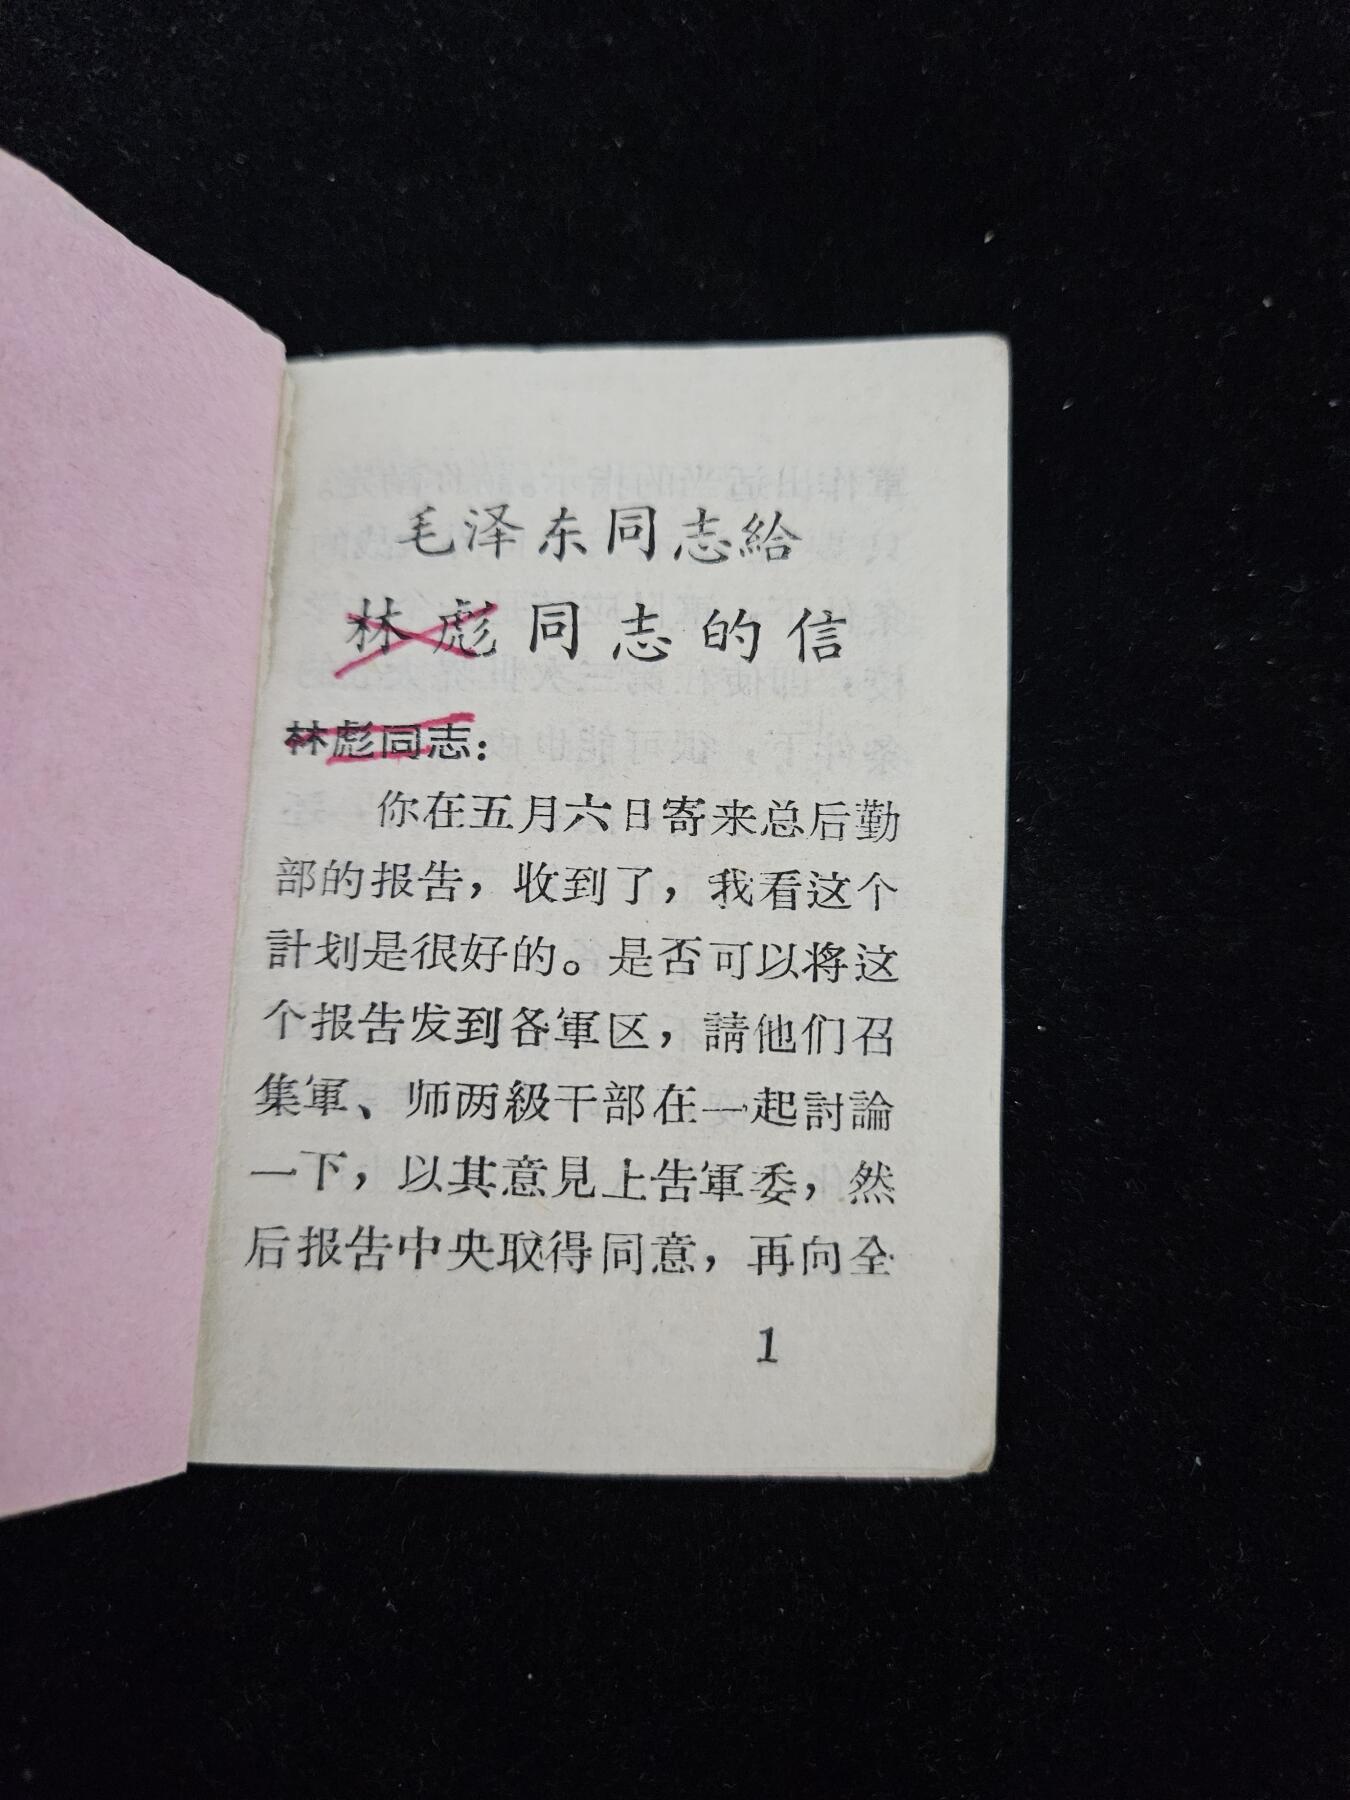 毛泽东同志給
林彪同志的信
林彪同志：
你在五月六日寄来总后勤
部的报告，收到了，我看这个
計划是很好的。是否可以将这
个报告发到各軍区，請他们召
集軍、师两級干部在一起討論
一下，以其意見上告軍委，然
后报告中央取得同意，再向全
1